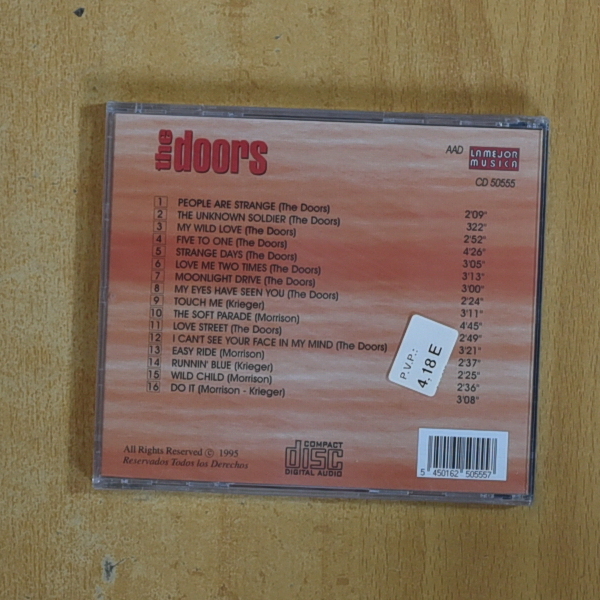 the doors
AAD LA MEJOR MUSICA
CD 50555
1 PEOPLE ARE STRANGE (The Doors) 2'09"
2 THE UNKNOWN SOLDIER (The Doors) 322"
3 MY WILD LOVE (The Doors) 2'52"
4 FIVE TO ONE (The Doors) 4'26"
5 STRANGE DAYS (The Doors) 3'05"
6 LOVE ME TWO TIMES (The Doors) 3'13"
7 MOONLIGHT DRIVE (The Doors) 3'00"
8 MY EYES HAVE SEEN YOU (The Doors) 2'24"
9 TOUCH ME (Krieger) 3'11"
10 THE SOFT PARADE (Morrison) 4'45"
11 LOVE STREET (The Doors) 2'49"
12 I CAN'T SEE YOUR FACE IN MY MIND (The Doors) 3'21"
13 EASY RIDE (Morrison) 2'37"
14 RUNNIN' BLUE (Krieger) 2'25"
15 WILD CHILD (Morrison) 2'36"
16 DO IT (Morrison - Krieger) 3'08"
P.V.P.:
4,18 E
All Rights Reserved © 1995
Reservados Todos los Derechos
COMPACT
disc
DIGITAL AUDIO
5 450162 505557